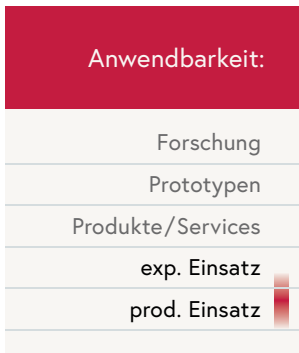 Anwendbarkeit:
Forschung
Prototypen
Produkte/Services
exp. Einsatz
prod. Einsatz